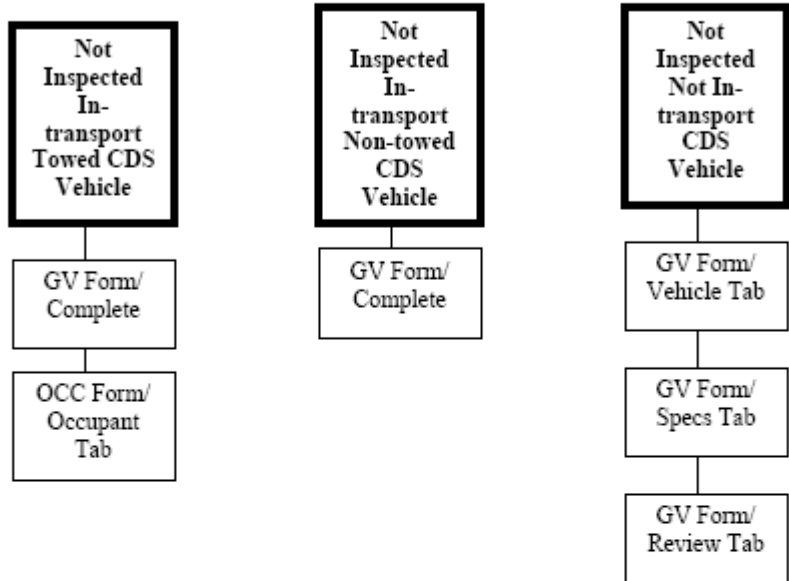 Not
Inspected
In-
transport
Towed CDS
Vehicle
GV Form/
Complete
OCC Form/
Occupant
Tab
Not
Inspected
In-
transport
Non-towed
CDS
Vehicle
GV Form/
Complete
Not
Inspected
Not In-
transport
CDS
Vehicle
GV Form/
Vehicle Tab
GV Form/
Specs Tab
GV Form/
Review Tab